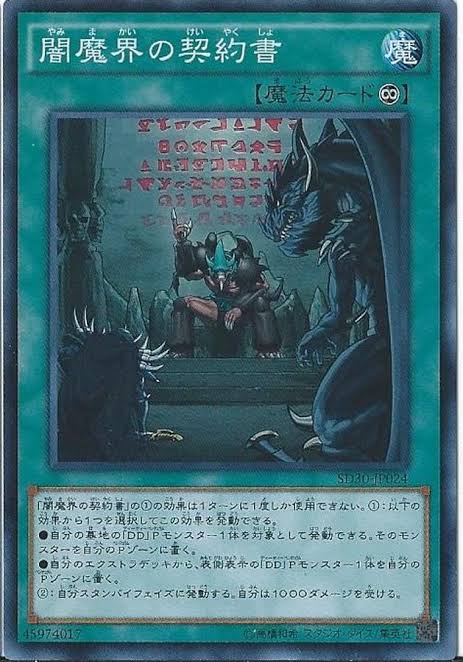 闇魔界の契約書
魔
【魔法カード】
SD30-JP024
「闇魔界の契約書」の①の効果は1ターンに1度しか使用できない。①:以下の
効果から1つを選択してこの効果を発動できる。
●自分の墓地の「DD」Pモンスター1体を対象として発動できる。そのモン
スターを自分のPゾーンに置く。
●自分のエクストラデッキから、表側表示の「DD」Pモンスター1体を自分の
Pゾーンに置く。
②:自分スタンバイフェイズに発動する。自分は1000ダメージを受ける。
45974017
©高橋和希 スタジオ・ダイス/集英社